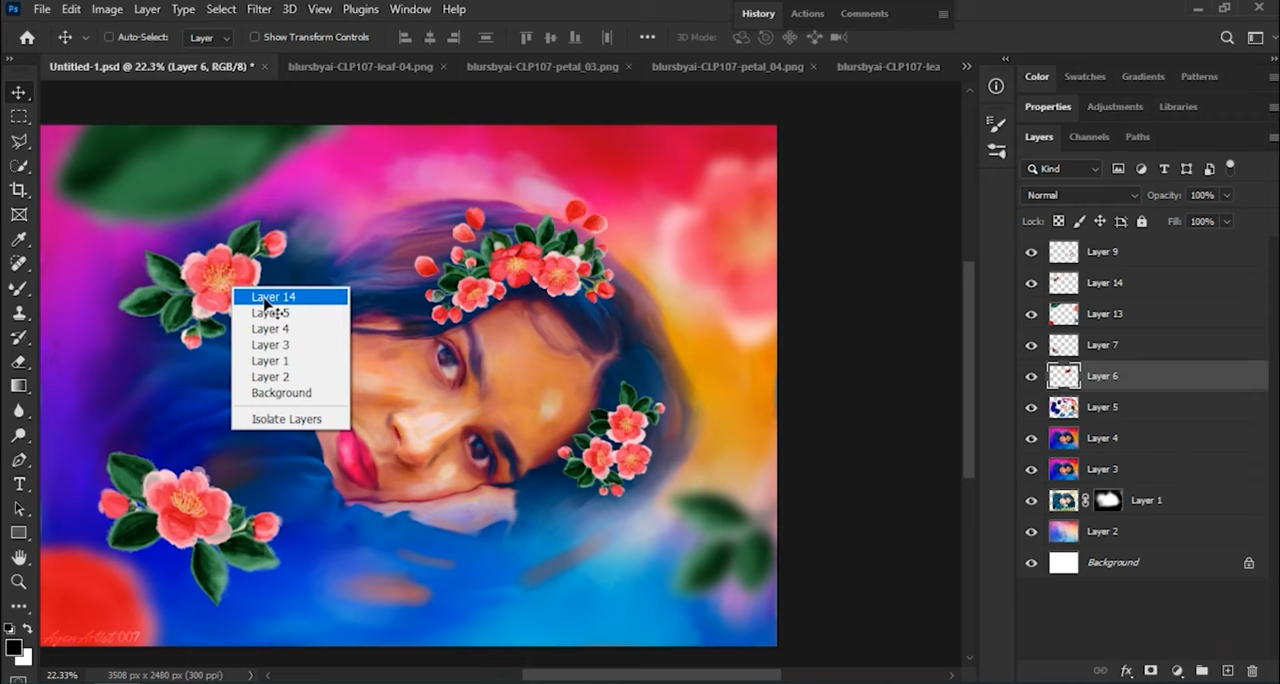 Ps File Edit Image Layer Type Select Filter 3D View Plugins Window Help
History Actions Comments
Auto-Select: Layer Show Transform Controls 3D Mode:
Untitled-1.psd @ 22.3% (Layer 6, RGB/8) * blursbyai-CLP107-leaf-04.png blursbyai-CLP107-petal_03.png blursbyai-CLP107-petal_04.png blursbyai-CLP107-lea
Color Swatches Gradients Patterns
Properties Adjustments Libraries
Layers Channels Paths
Kind
Normal Opacity: 100%
Lock: Fill: 100%
Layer 9
Layer 14
Layer 13
Layer 7
Layer 6
Layer 5
Layer 4
Layer 3
Layer 1
Layer 2
Background
Layer 14
Layer 5
Layer 4
Layer 3
Layer 1
Layer 2
Background
Isolate Layers
Ayan Artist 007
22.33% 3508 px x 2480 px (300 ppi)